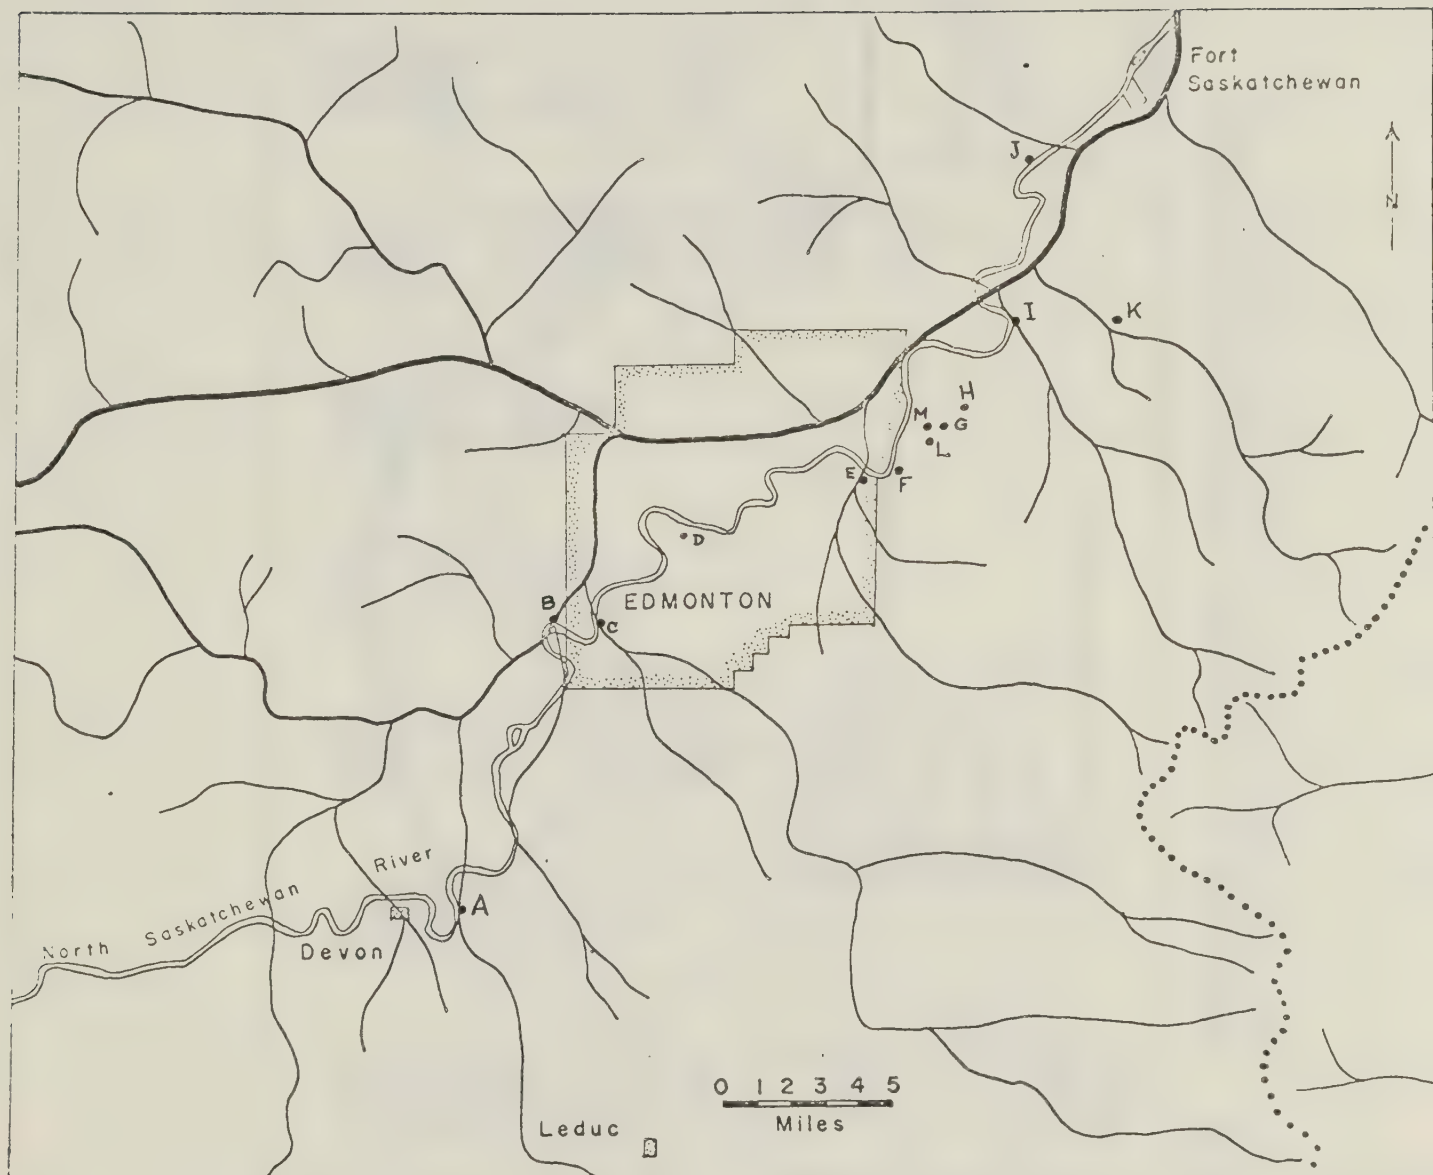 Fort
Saskatchewan
N
J
I
K
H
M
G
L
E
F
D
B
EDMONTON
C
River
A
North Saskatchewan
Devon
0 1 2 3 4 5
Miles
Leduc